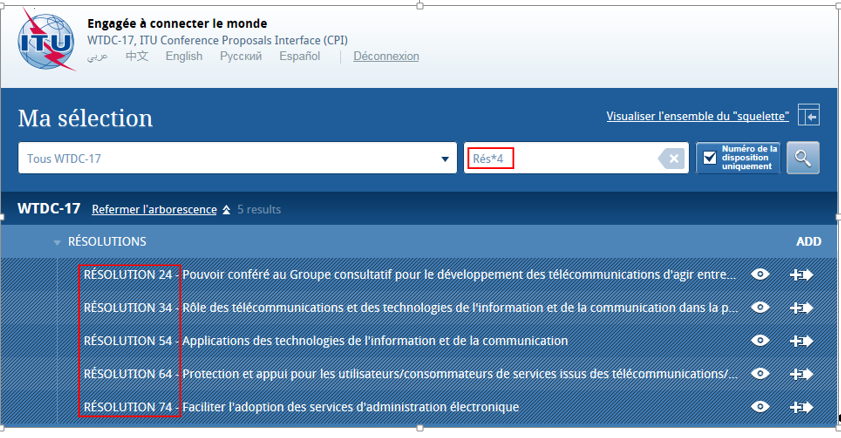 ITU
Engagée à connecter le monde
WTDC-17, ITU Conference Proposals Interface (CPI)
عربي 中文 English Русский Español | Déconnexion
Ma sélection
Visualiser l'ensemble du "squelette"
Tous WTDC-17
Rés*4
Numéro de la
disposition
uniquement
WTDC-17 Refermer l'arborescence 5 results
RÉSOLUTIONS ADD
RÉSOLUTION 24 - Pouvoir conféré au Groupe consultatif pour le développement des télécommunications d'agir entre...
RÉSOLUTION 34 - Rôle des télécommunications et des technologies de l'information et de la communication dans la p...
RÉSOLUTION 54 - Applications des technologies de l'information et de la communication
RÉSOLUTION 64 - Protection et appui pour les utilisateurs/consommateurs de services issus des télécommunications/...
RÉSOLUTION 74 - Faciliter l'adoption des services d'administration électronique